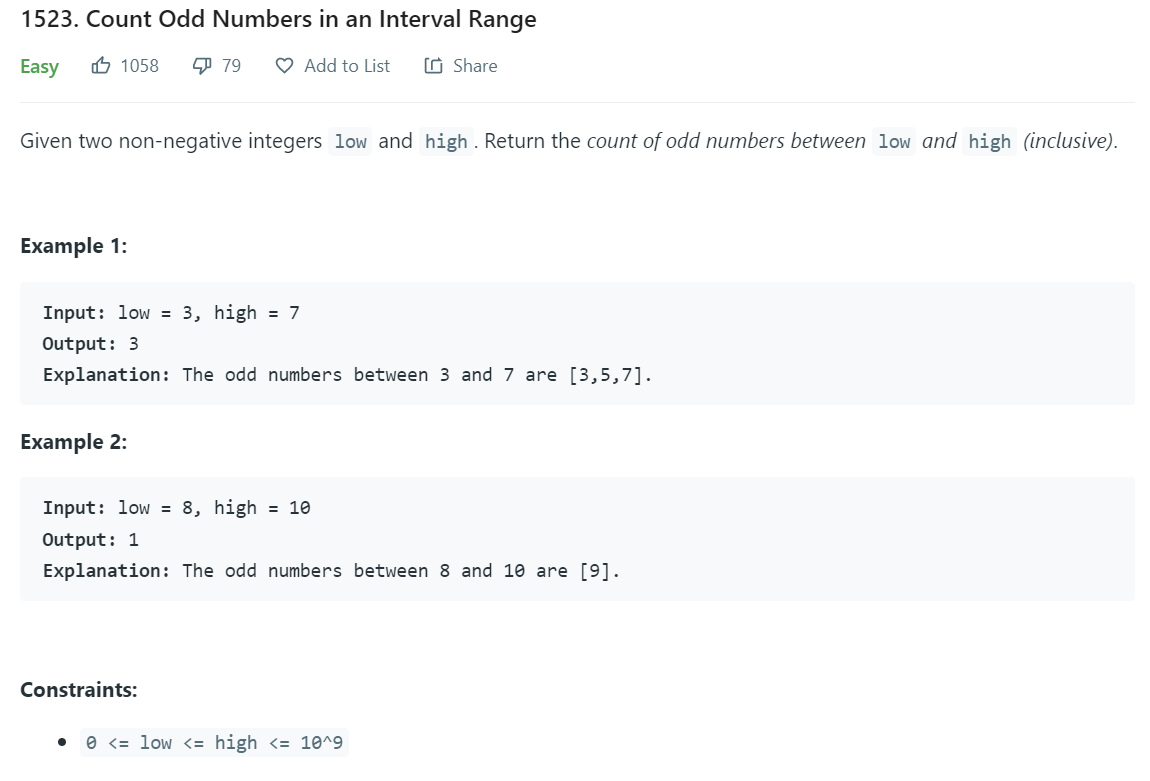 1523. Count Odd Numbers in an Interval Range
Easy 1058 79 Add to List Share
Given two non-negative integers low and high. Return the count of odd numbers between low and high (inclusive).
Example 1:
Input: low = 3, high = 7
Output: 3
Explanation: The odd numbers between 3 and 7 are [3,5,7].
Example 2:
Input: low = 8, high = 10
Output: 1
Explanation: The odd numbers between 8 and 10 are [9].
Constraints:
• 0 <= low <= high <= 10^9